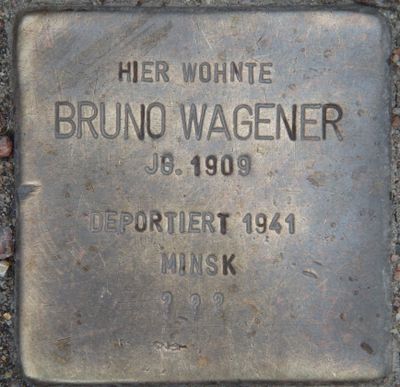 HIER WOHNTE
BRUNO WAGENER
JG. 1909
DEPORTIERT 1941
MINSK
? ? ?